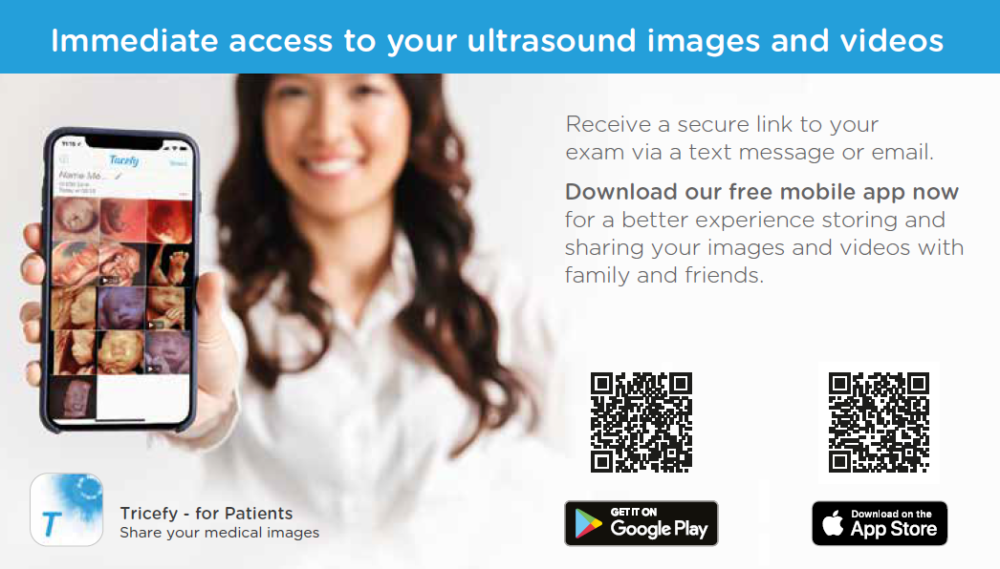 Immediate access to your ultrasound images and videos
Receive a secure link to your
exam via a text message or email.
Download our free mobile app now
for a better experience storing and
sharing your images and videos with
family and friends.
11:15
Tricefy
Select
Name Me...
Tricefy - for Patients
Share your medical images
T
GET IT ON
Google Play
Download on the
App Store